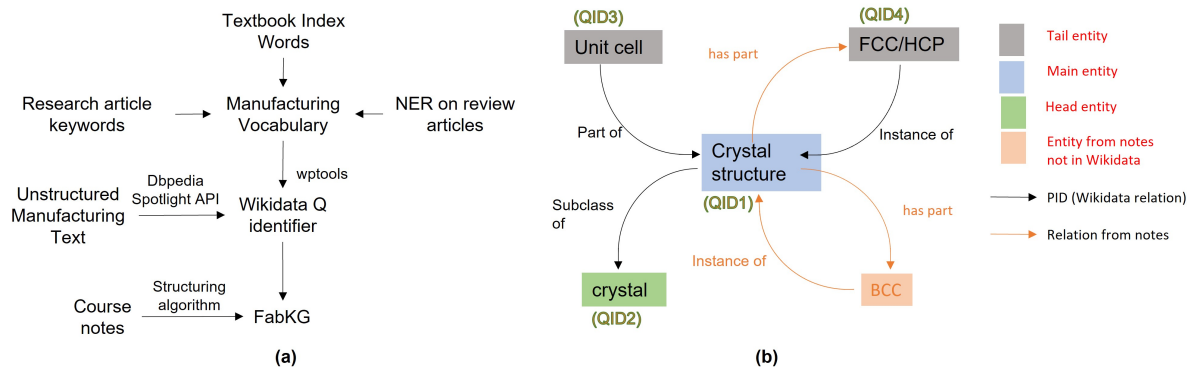 Textbook Index
Words
Research article
keywords
Manufacturing
Vocabulary
NER on review
articles
wptools
Dbpedia
Spotlight API
Unstructured
Manufacturing
Text
Wikidata Q
identifier
Structuring
algorithm
Course
notes
FabKG
(a)
(QID3)
Unit cell
(QID4)
FCC/HCP
has part
Part of
Instance of
Crystal
structure
(QID1)
Subclass
of
has part
Instance of
crystal
(QID2)
BCC
(b)
Tail entity
Main entity
Head entity
Entity from notes
not in Wikidata
PID (Wikidata relation)
Relation from notes